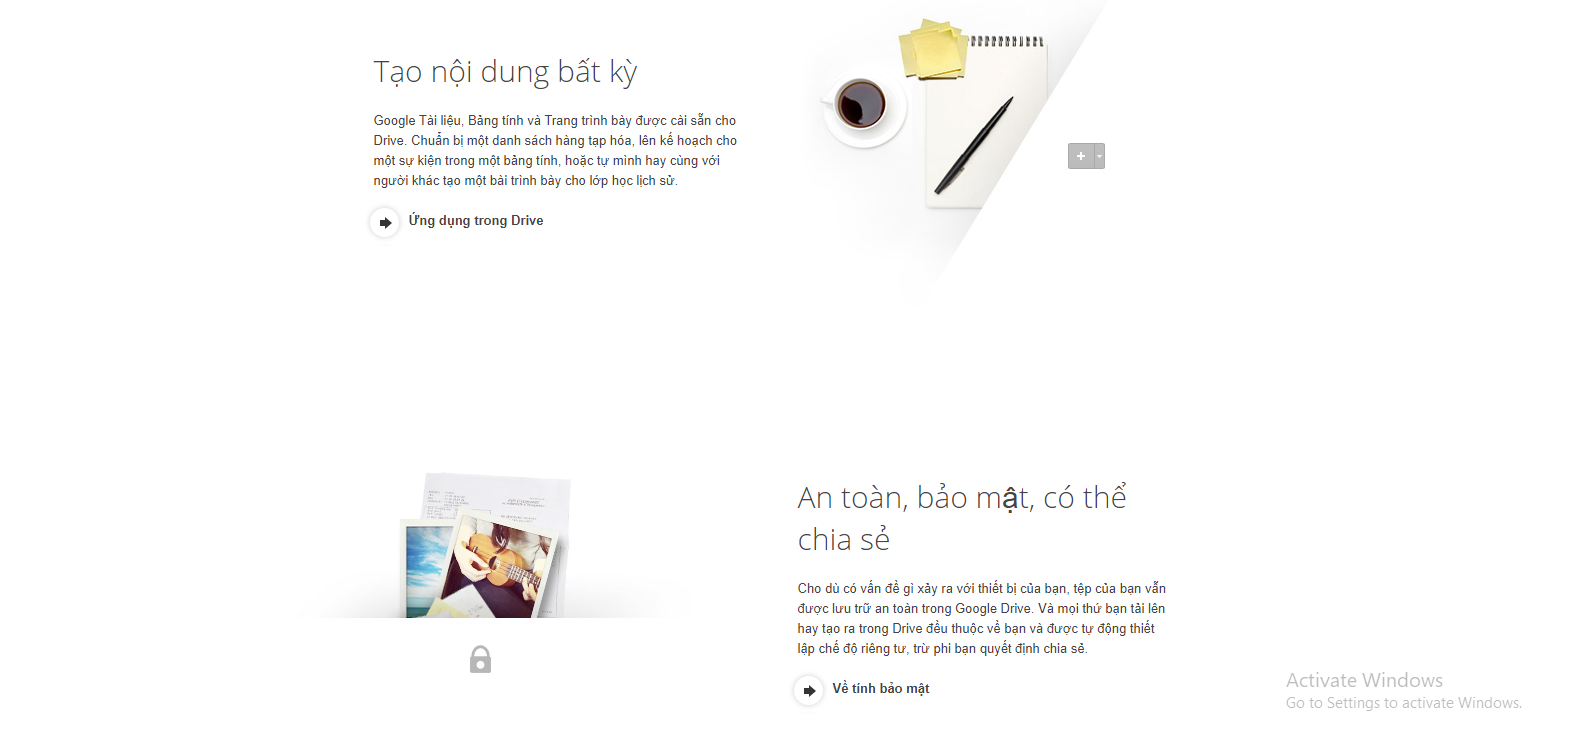 Tạo nội dung bất kỳ
Google Tài liệu, Bảng tính và Trang trình bày được cài sẵn cho
Drive. Chuẩn bị một danh sách hàng tạp hóa, lên kế hoạch cho
một sự kiện trong một bảng tính, hoặc tự mình hay cùng với
người khác tạo một bài trình bày cho lớp học lịch sử.
Ứng dụng trong Drive
An toàn, bảo mật, có thể
chia sẻ
Cho dù có vấn đề gì xảy ra với thiết bị của bạn, tệp của bạn vẫn
được lưu trữ an toàn trong Google Drive. Và mọi thứ bạn tải lên
hay tạo ra trong Drive đều thuộc về bạn và được tự động thiết
lập chế độ riêng tư, trừ phi bạn quyết định chia sẻ.
Về tính bảo mật
Activate Windows
Go to Settings to activate Windows.